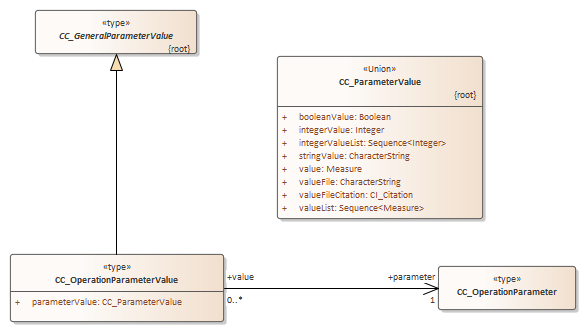 «type»
CC_GeneralParameterValue
{root}
«Union»
CC_ParameterValue
{root}
+ booleanValue: Boolean
+ integerValue: Integer
+ integerValueList: Sequence<Integer>
+ stringValue: CharacterString
+ value: Measure
+ valueFile: CharacterString
+ valueFileCitation: CI_Citation
+ valueList: Sequence<Measure>
«type»
CC_OperationParameterValue
+ parameterValue: CC_ParameterValue
+value
0..*
+parameter
1
«type»
CC_OperationParameter